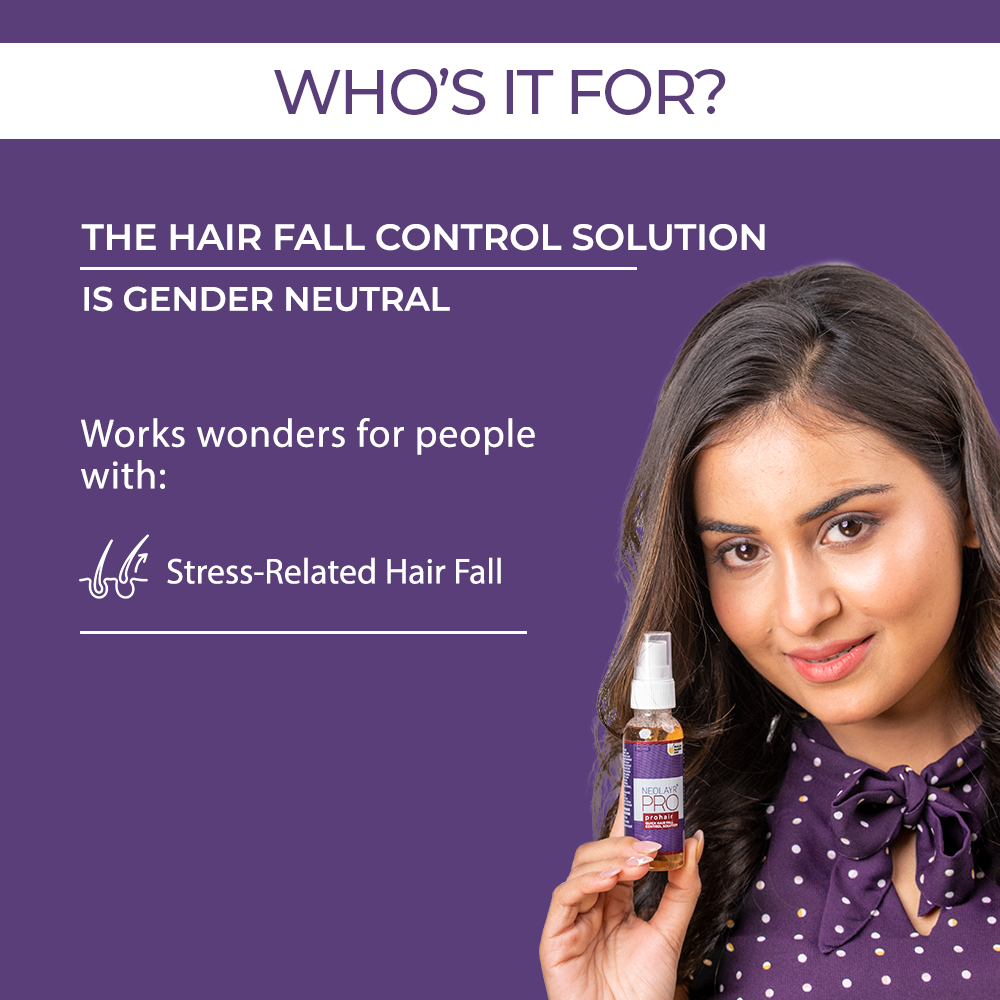 WHO'S IT FOR?
THE HAIR FALL CONTROL SOLUTION
IS GENDER NEUTRAL
Works wonders for people
with:
Stress-Related Hair Fall
NEOLAYR
PRO
prohair
QUICK HAIR FALL
CONTROL SOLUTION